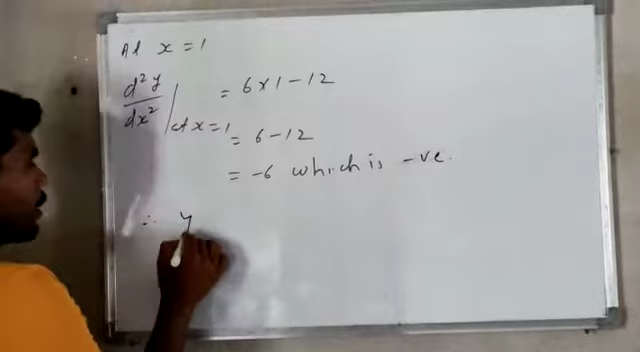 At x = 1
d²y/dx² | at x = 1 = 6 × 1 – 12
= 6 – 12
= -6 which is -ve.
∴ y